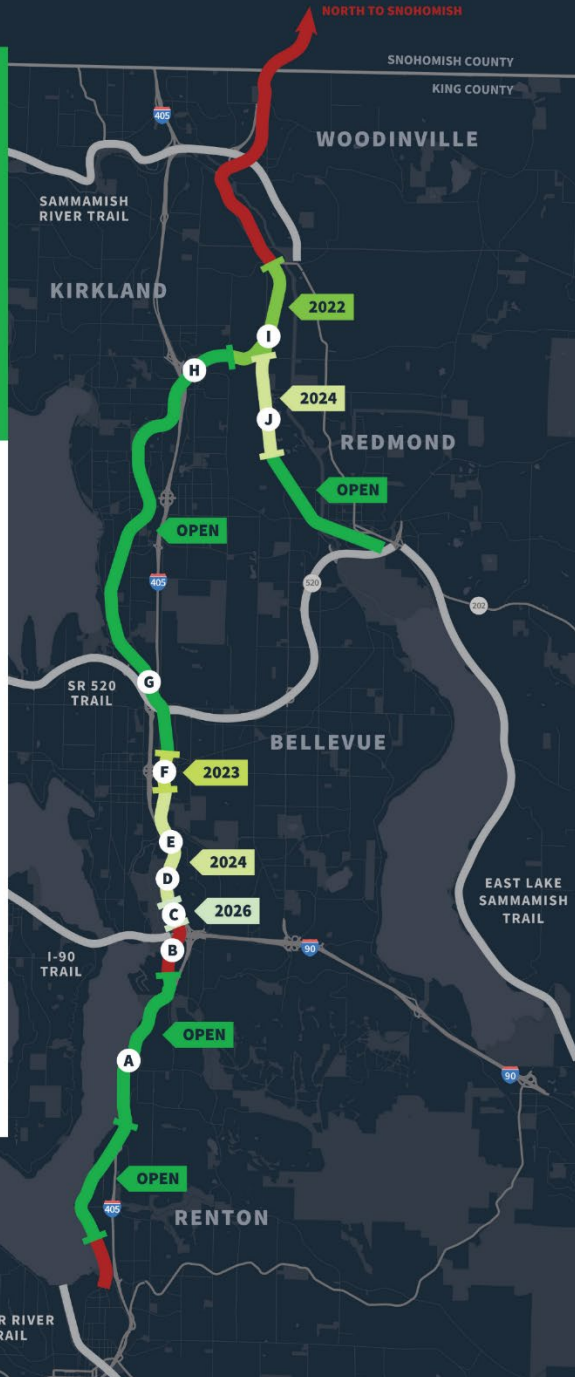 NORTH TO SNOHOMISH
SNOHOMISH COUNTY
KING COUNTY
405
WOODINVILLE
SAMMAMISH
RIVER TRAIL
KIRKLAND
2022
I
H
2024
J
REDMOND
OPEN
OPEN
405
520
202
G
SR 520
TRAIL
BELLEVUE
F
2023
E
2024
D
EAST LAKE
SAMMAMISH
TRAIL
C
2026
B
90
I-90
TRAIL
OPEN
A
90
OPEN
405
RENTON
R RIVER
RAIL